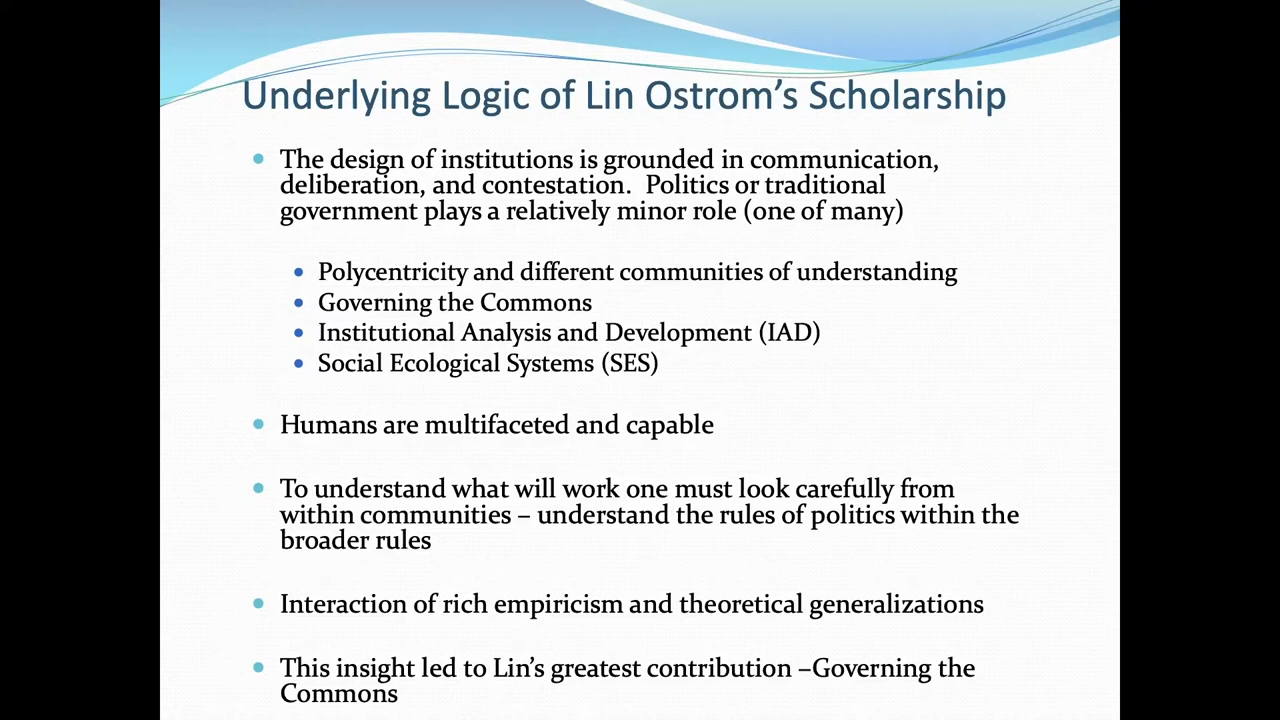 Underlying Logic of Lin Ostrom’s Scholarship
• The design of institutions is grounded in communication,
deliberation, and contestation.  Politics or traditional
government plays a relatively minor role (one of many)
• Polycentricity and different communities of understanding
• Governing the Commons
• Institutional Analysis and Development (IAD)
• Social Ecological Systems (SES)
• Humans are multifaceted and capable
• To understand what will work one must look carefully from
within communities – understand the rules of politics within the
broader rules
• Interaction of rich empiricism and theoretical generalizations
• This insight led to Lin’s greatest contribution –Governing the
Commons